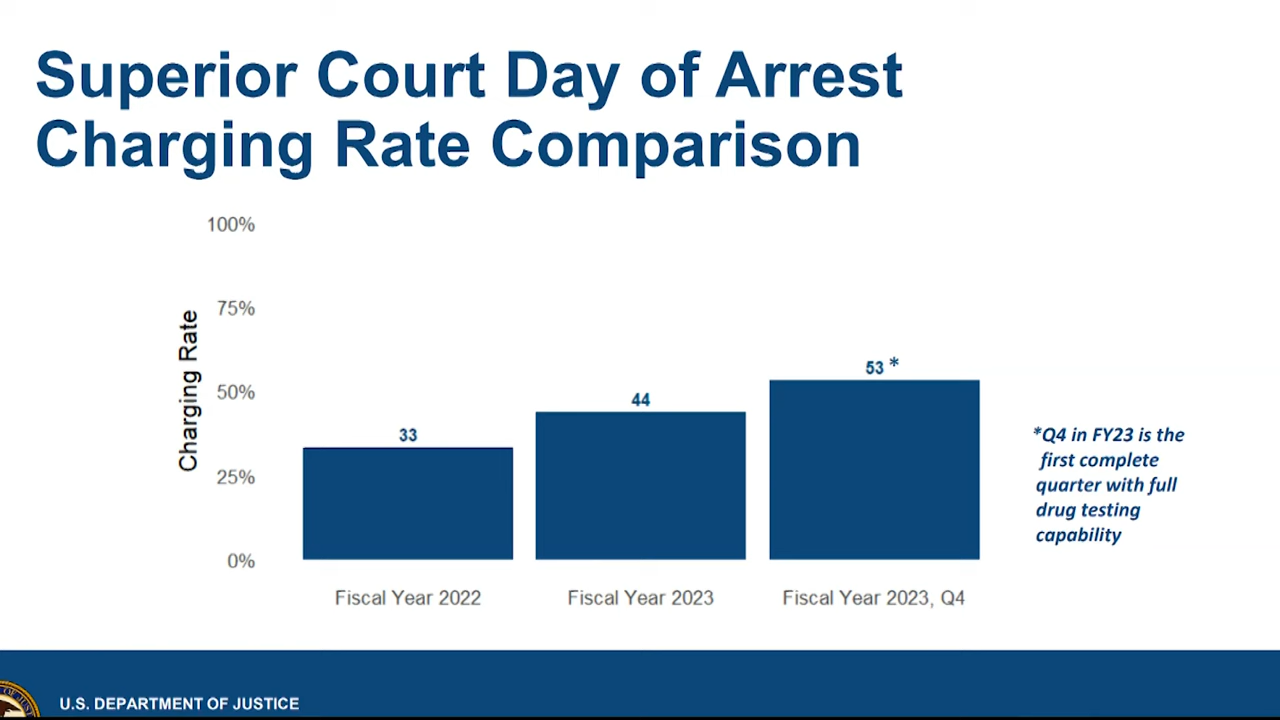 Superior Court Day of Arrest
Charging Rate Comparison
100%
75%
50%
25%
0%
Charging Rate
33
44
53 *
Fiscal Year 2022
Fiscal Year 2023
Fiscal Year 2023, Q4
*Q4 in FY23 is the
first complete
quarter with full
drug testing
capability
U.S. DEPARTMENT OF JUSTICE